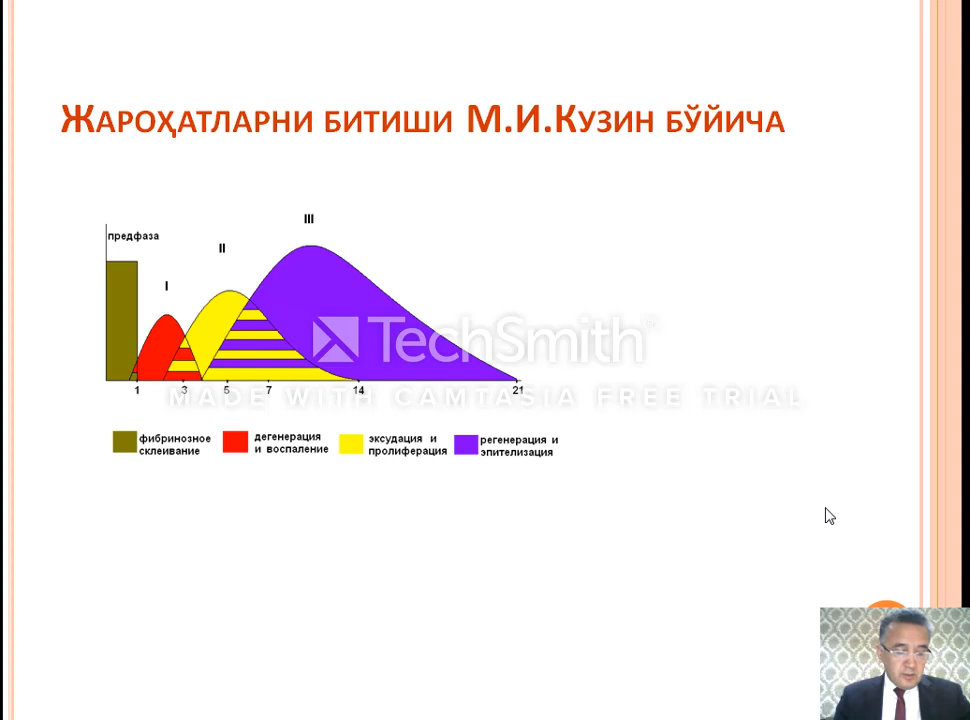 Жароҳатларни битиши М.И.Кузин бўйича
III
II
предфаза
I
TechSmith®
1 3 5 7 14 21
MADE WITH CAMTASIA FREE TRIAL
фибринозное
склеивание
дегенерация
и воспаление
эксудация и
пролиферация
регенерация и
эпителизация